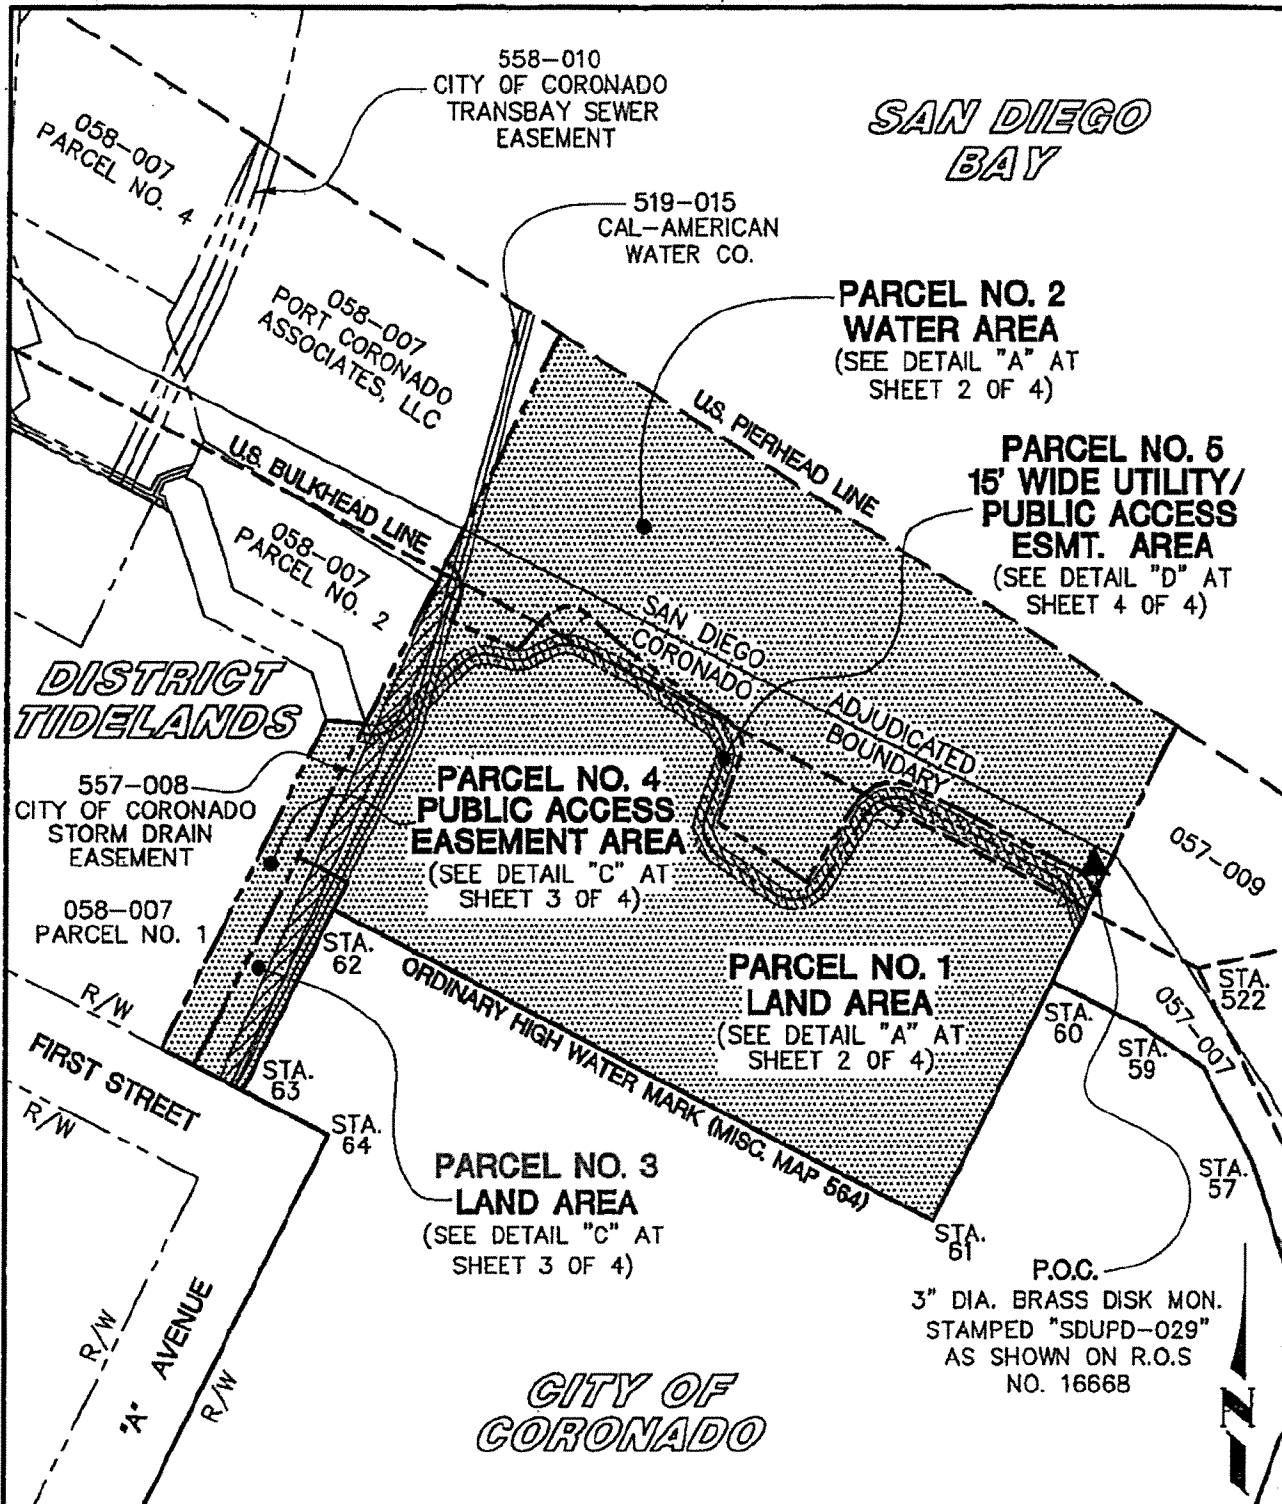 558-010
CITY OF CORONADO
TRANSBAY SEWER
EASEMENT
SAN DIEGO
BAY
058-007
PARCEL NO. 4
519-015
CAL-AMERICAN
WATER CO.
058-007
PORT CORONADO
ASSOCIATES, LLC
PARCEL NO. 2
WATER AREA
(SEE DETAIL "A" AT
SHEET 2 OF 4)
U.S. PIERHEAD LINE
PARCEL NO. 5
15' WIDE UTILITY/
PUBLIC ACCESS
ESMT. AREA
(SEE DETAIL "D" AT
SHEET 4 OF 4)
U.S. BULKHEAD LINE
058-007
PARCEL NO. 2
SAN DIEGO
CORONADO
ADJUDICATED
BOUNDARY
DISTRICT
TIDELANDS
557-008
CITY OF CORONADO
STORM DRAIN
EASEMENT
PARCEL NO. 4
PUBLIC ACCESS
EASEMENT AREA
(SEE DETAIL "C" AT
SHEET 3 OF 4)
057-009
058-007
PARCEL NO. 1
STA.
62
ORDINARY HIGH WATER MARK (MISC. MAP 564)
PARCEL NO. 1
LAND AREA
(SEE DETAIL "A" AT
SHEET 2 OF 4)
STA.
522
057-007
STA.
60
STA.
59
R/W
FIRST STREET
R/W
STA.
63
STA.
64
STA.
57
PARCEL NO. 3
LAND AREA
(SEE DETAIL "C" AT
SHEET 3 OF 4)
STA.
61
P.O.C.
3" DIA. BRASS DISK MON.
STAMPED "SDUPD-029"
AS SHOWN ON R.O.S
NO. 16668
R/W
"A" AVENUE
R/W
CITY OF
CORONADO
N